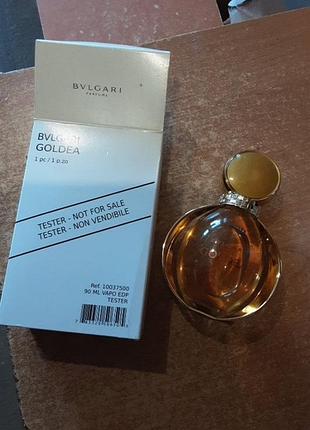 BVLGARI
PARFUMS
BVLGARI
GOLDEA
1 pc / 1 p.zo
TESTER - NOT FOR SALE
TESTER - NON VENDIBILE
Ref. 10037500
90 ML VAPO EDP
TESTER